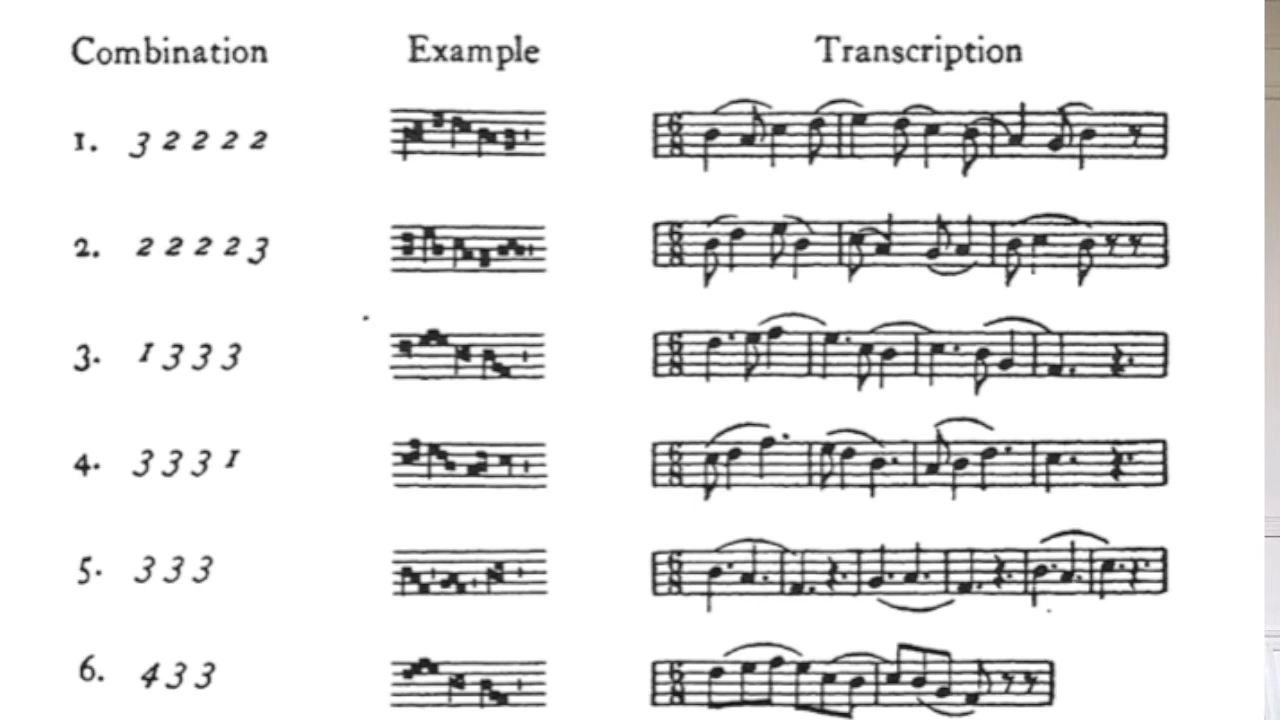 Combination Example Transcription
1. 3 2 2 2 2
2. 2 2 2 2 3
3. 1 3 3 3
4. 3 3 3 1
5. 3 3 3
6. 4 3 3